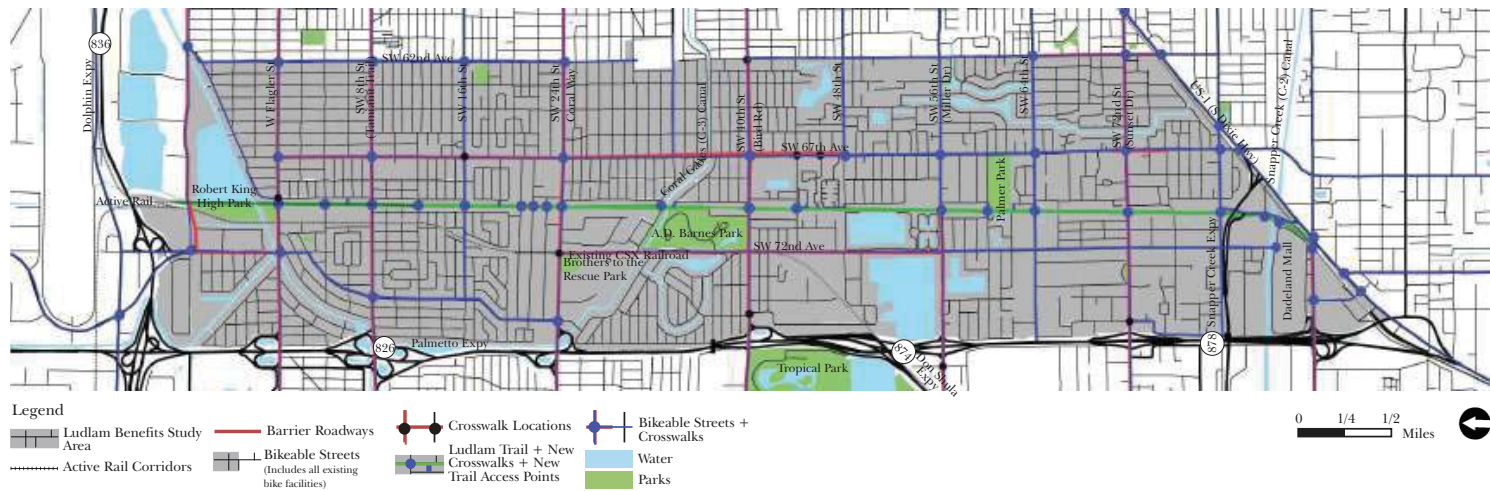 836
Dolphin Expy
W Flagler St
SW 8th St
(Tamiami Trail)
SW 62nd Ave
SW 16th St
SW 24th St
Coral Way
Coral Gables (C-3) Canal
SW 40th St
(Bird Rd)
SW 48th St
SW 56th St
(Miller Dr)
SW 64th St
SW 72nd St
(Sunset Dr)
US-1 (S Dixie Hwy)
Snapper Creek (C-2) Canal
SW 67th Ave
Active Rail
Robert King
High Park
Palmer Park
A.D. Barnes Park
SW 72nd Ave
Existing CSX Railroad
Brothers to the
Rescue Park
Snapper Creek Expy
Dadeland Mall
826
Palmetto Expy
Tropical Park
874
Don Shula
Expy
878
Legend
Ludlam Benefits Study
Area
Active Rail Corridors
Barrier Roadways
Bikeable Streets
(Includes all existing
bike facilities)
Crosswalk Locations
Ludlam Trail + New
Crosswalks + New
Trail Access Points
Bikeable Streets +
Crosswalks
Water
Parks
0 1/4 1/2
Miles